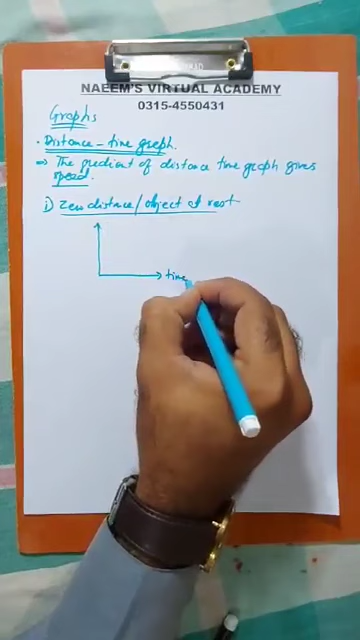 NAEEM'S VIRTUAL ACADEMY
0315-4550431
Graphs
• Distance - time graph.
⇒ The gradient of distance time graph gives
speed.
i) Zero distance/object at rest
time